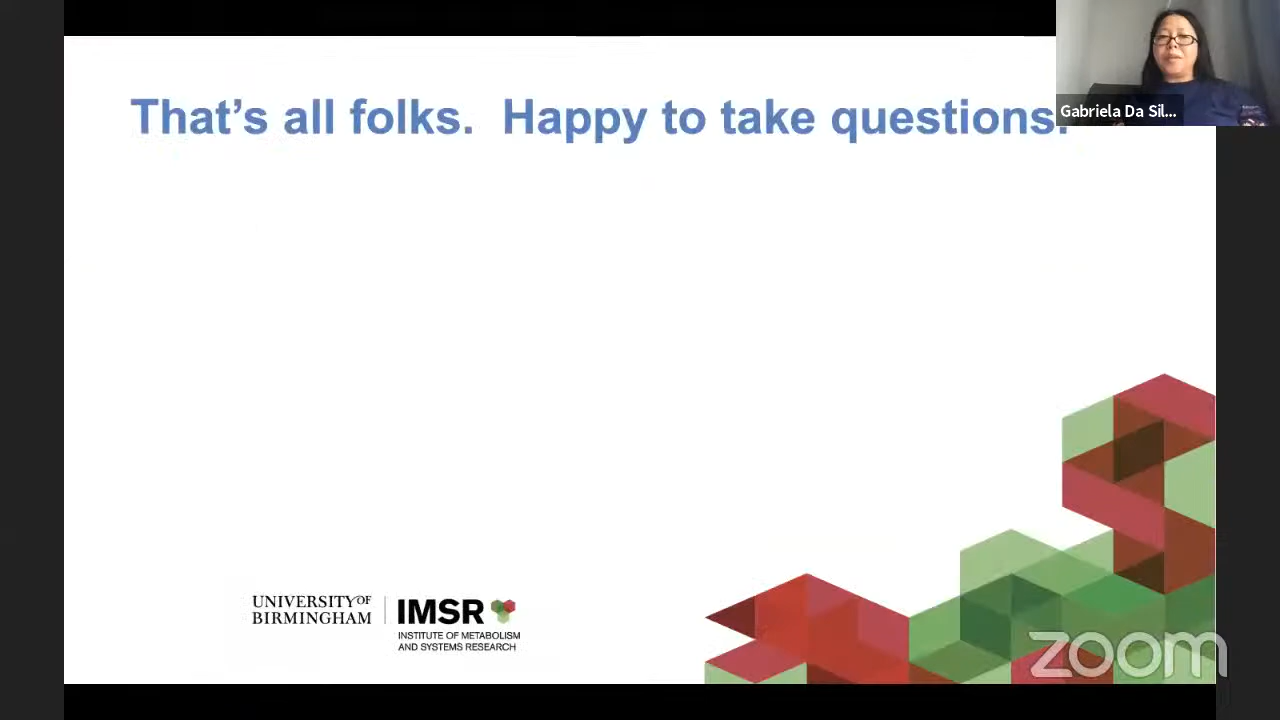 That's all folks.  Happy to take questions.
Gabriela Da Sil...
UNIVERSITY OF
BIRMINGHAM
IMSR
INSTITUTE OF METABOLISM
AND SYSTEMS RESEARCH
zoom